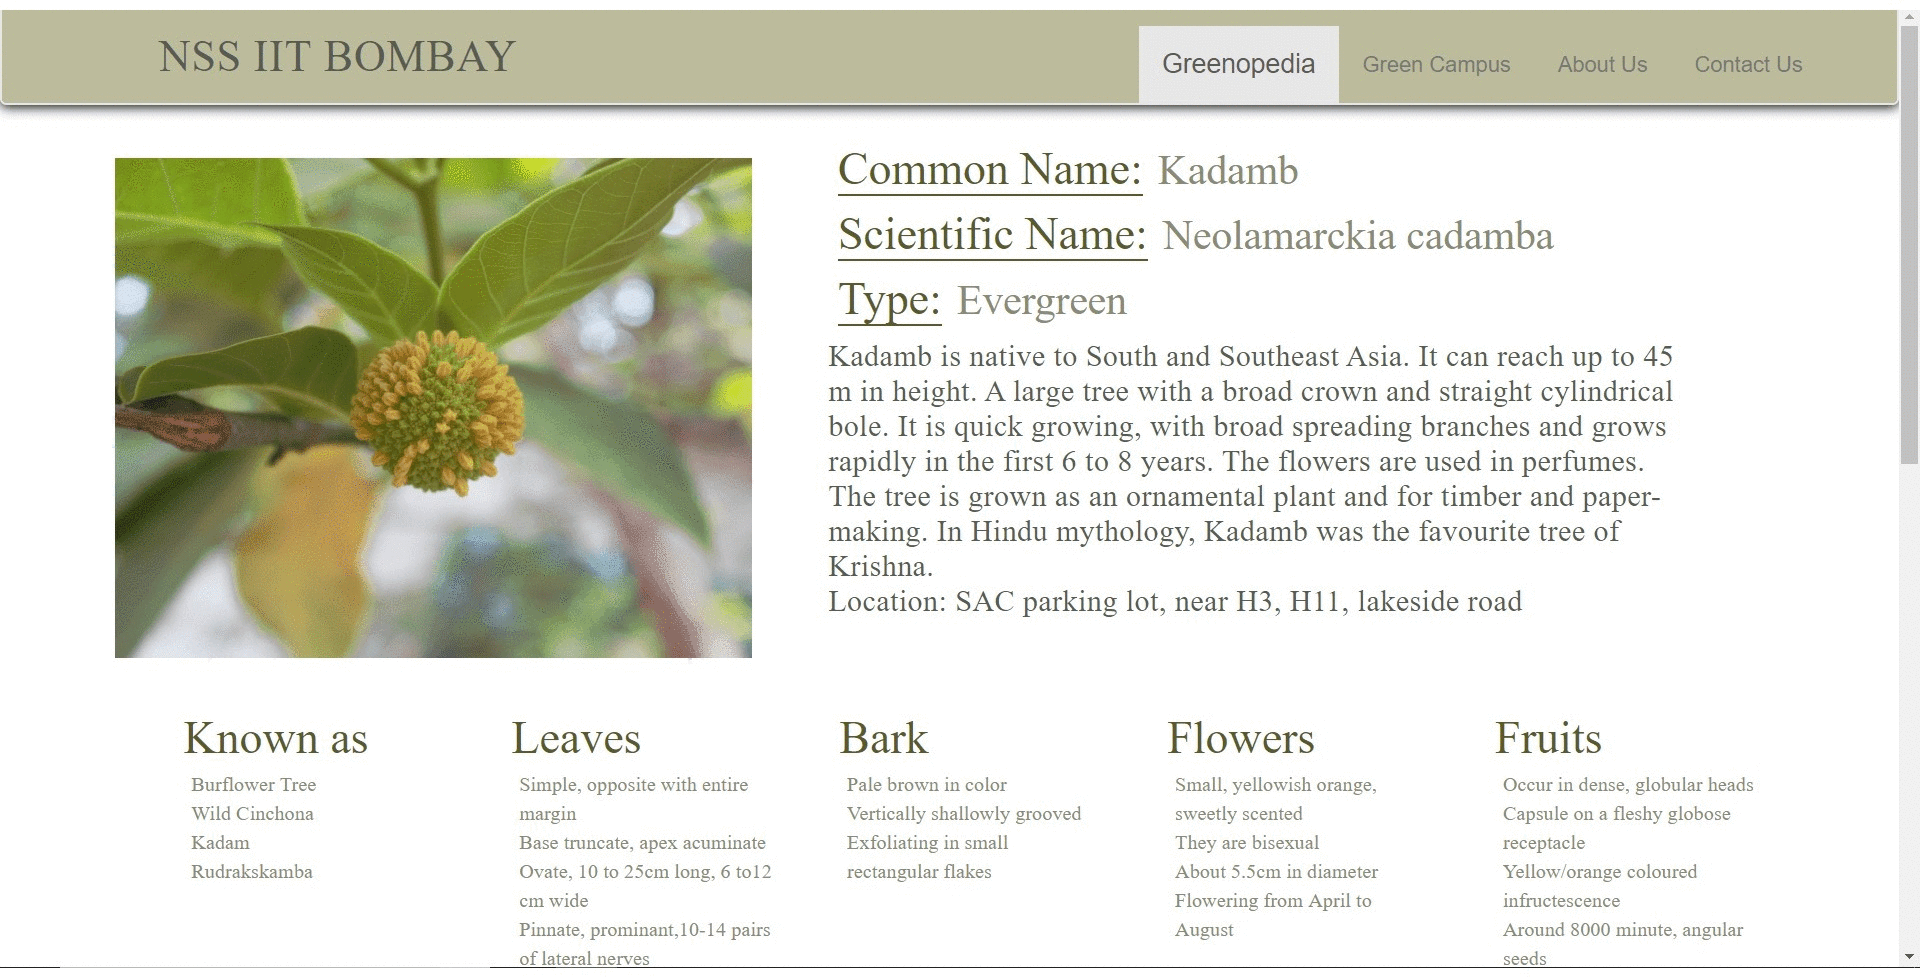 NSS IIT BOMBAY
Greenopedia
Green Campus
About Us
Contact Us
Common Name: Kadamb
Scientific Name: Neolamarckia cadamba
Type: Evergreen
Kadamb is native to South and Southeast Asia. It can reach up to 45
m in height. A large tree with a broad crown and straight cylindrical
bole. It is quick growing, with broad spreading branches and grows
rapidly in the first 6 to 8 years. The flowers are used in perfumes.
The tree is grown as an ornamental plant and for timber and paper-
making. In Hindu mythology, Kadamb was the favourite tree of
Krishna.
Location: SAC parking lot, near H3, H11, lakeside road
Known as
Burflower Tree
Wild Cinchona
Kadam
Rudrakskamba
Leaves
Simple, opposite with entire
margin
Base truncate, apex acuminate
Ovate, 10 to 25cm long, 6 to12
cm wide
Pinnate, prominant,10-14 pairs
of lateral nerves
Bark
Pale brown in color
Vertically shallowly grooved
Exfoliating in small
rectangular flakes
Flowers
Small, yellowish orange,
sweetly scented
They are bisexual
About 5.5cm in diameter
Flowering from April to
August
Fruits
Occur in dense, globular heads
Capsule on a fleshy globose
receptacle
Yellow/orange coloured
infructescence
Around 8000 minute, angular
seeds